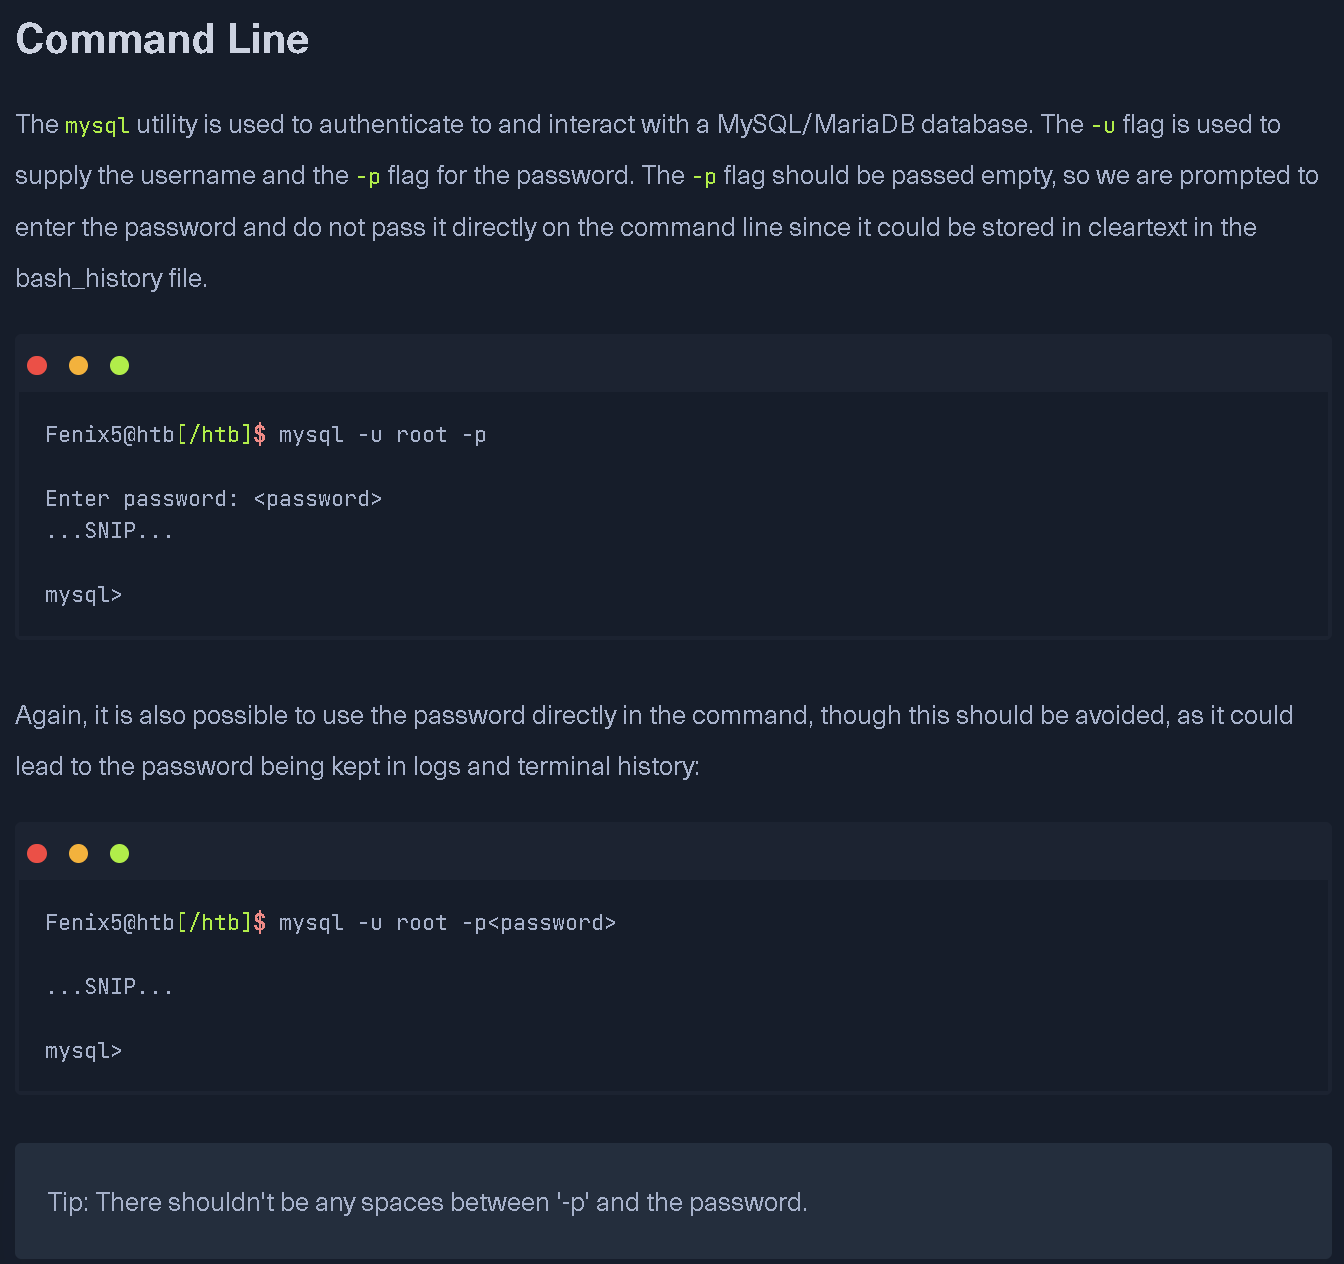 Command Line
The mysql utility is used to authenticate to and interact with a MySQL/MariaDB database. The -u flag is used to
supply the username and the -p flag for the password. The -p flag should be passed empty, so we are prompted to
enter the password and do not pass it directly on the command line since it could be stored in cleartext in the
bash_history file.
Fenix5@htb[/htb]$ mysql -u root -p
Enter password: <password>
...SNIP...
mysql>
Again, it is also possible to use the password directly in the command, though this should be avoided, as it could
lead to the password being kept in logs and terminal history:
Fenix5@htb[/htb]$ mysql -u root -p<password>
...SNIP...
mysql>
Tip: There shouldn't be any spaces between '-p' and the password.